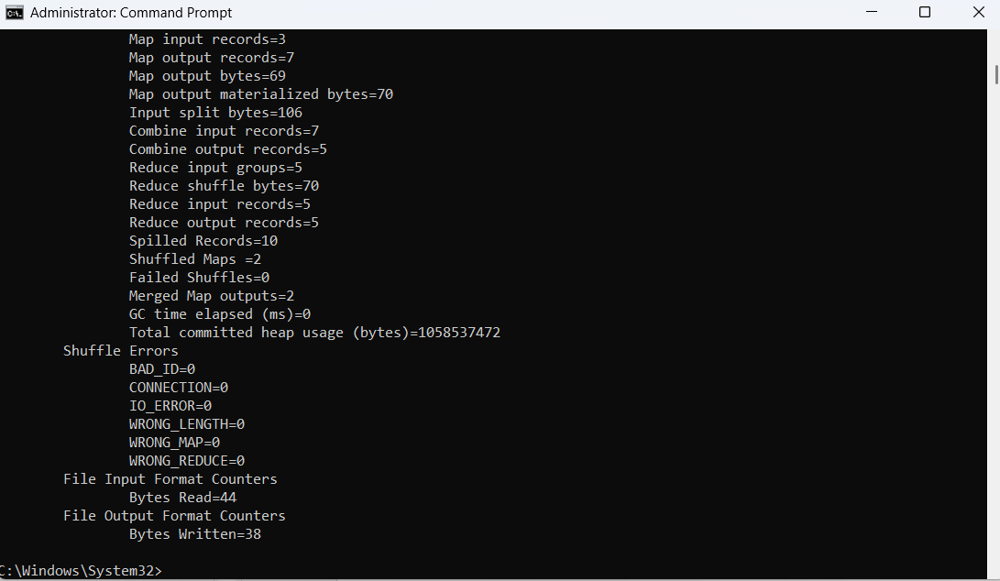 Administrator: Command Prompt
Map input records=3
Map output records=7
Map output bytes=69
Map output materialized bytes=70
Input split bytes=106
Combine input records=7
Combine output records=5
Reduce input groups=5
Reduce shuffle bytes=70
Reduce input records=5
Reduce output records=5
Spilled Records=10
Shuffled Maps =2
Failed Shuffles=0
Merged Map outputs=2
GC time elapsed (ms)=0
Total committed heap usage (bytes)=1058537472
Shuffle Errors
BAD_ID=0
CONNECTION=0
IO_ERROR=0
WRONG_LENGTH=0
WRONG_MAP=0
WRONG_REDUCE=0
File Input Format Counters
Bytes Read=44
File Output Format Counters
Bytes Written=38
C:\Windows\System32>